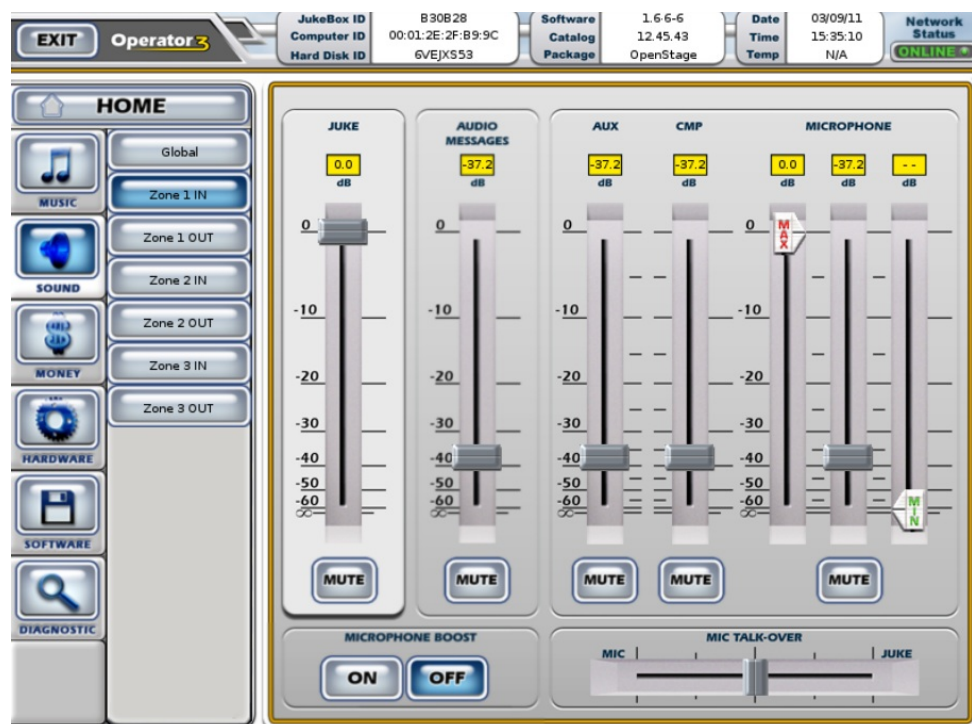 EXIT
Operator 3
JukeBox ID B30B28
Computer ID 00:01:2E:2F:B9:9C
Hard Disk ID 6VEJXS53
Software 1.6-6-6
Catalog 12.45.43
Package OpenStage
Date 03/09/11
Time 15:35:10
Temp N/A
Network
Status
ONLINE
HOME
MUSIC
SOUND
MONEY
HARDWARE
SOFTWARE
DIAGNOSTIC
Global
Zone 1 IN
Zone 1 OUT
Zone 2 IN
Zone 2 OUT
Zone 3 IN
Zone 3 OUT
JUKE
0.0
dB
0
-10
-20
-30
-40
-50
-60
∞
MUTE
AUDIO
MESSAGES
-37.2
dB
0
-10
-20
-30
-40
-50
-60
∞
MUTE
AUX CMP
-37.2 -37.2
dB dB
0
-10
-20
-30
-40
-50
-60
∞
MUTE MUTE
MICROPHONE
0.0 -37.2 --
dB dB dB
0
-10
-20
-30
-40
-50
-60
∞
MAX
MIN
MUTE
MICROPHONE BOOST
ON OFF
MIC TALK-OVER
MIC JUKE